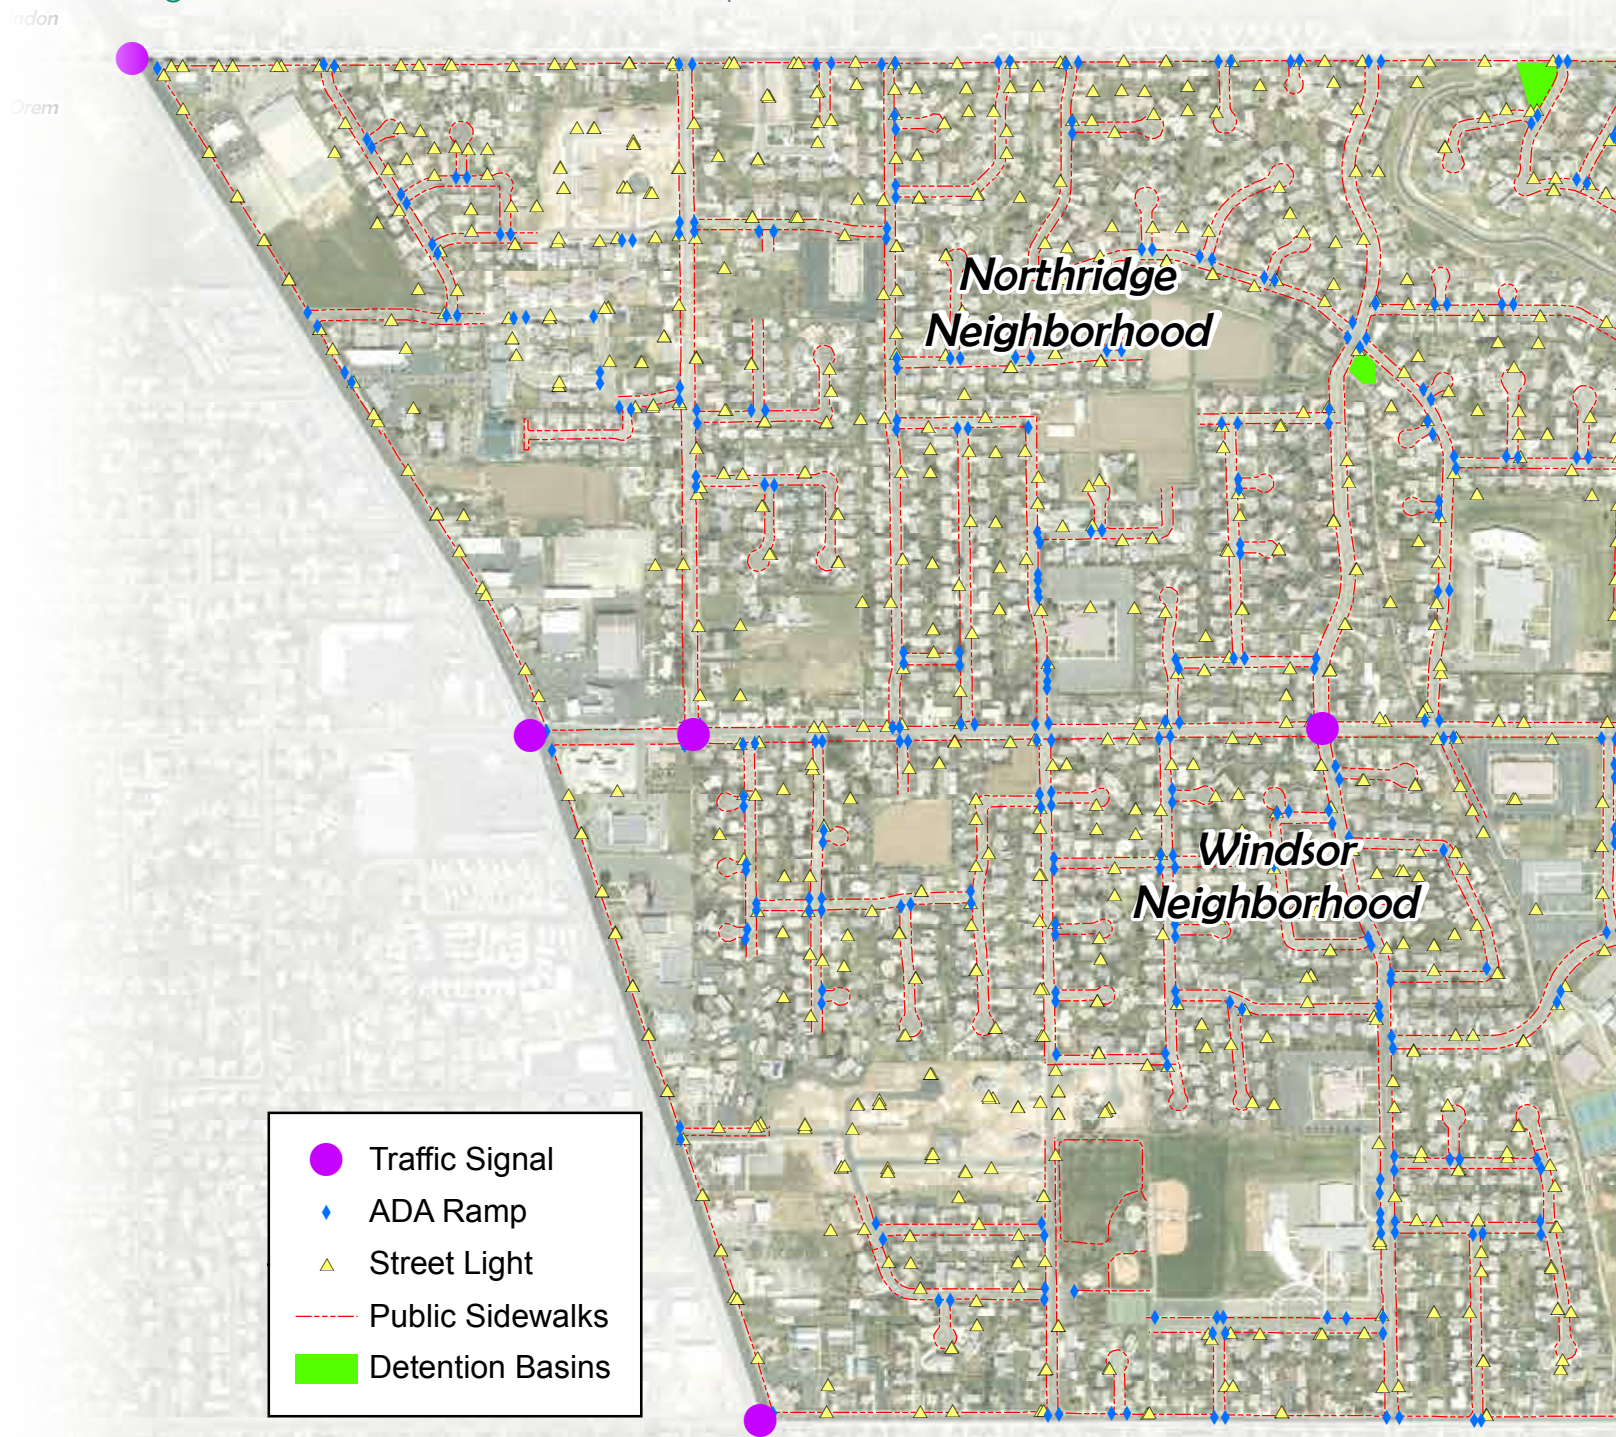 Orem
Northridge
Neighborhood
Windsor
Neighborhood
Traffic Signal
ADA Ramp
Street Light
Public Sidewalks
Detention Basins